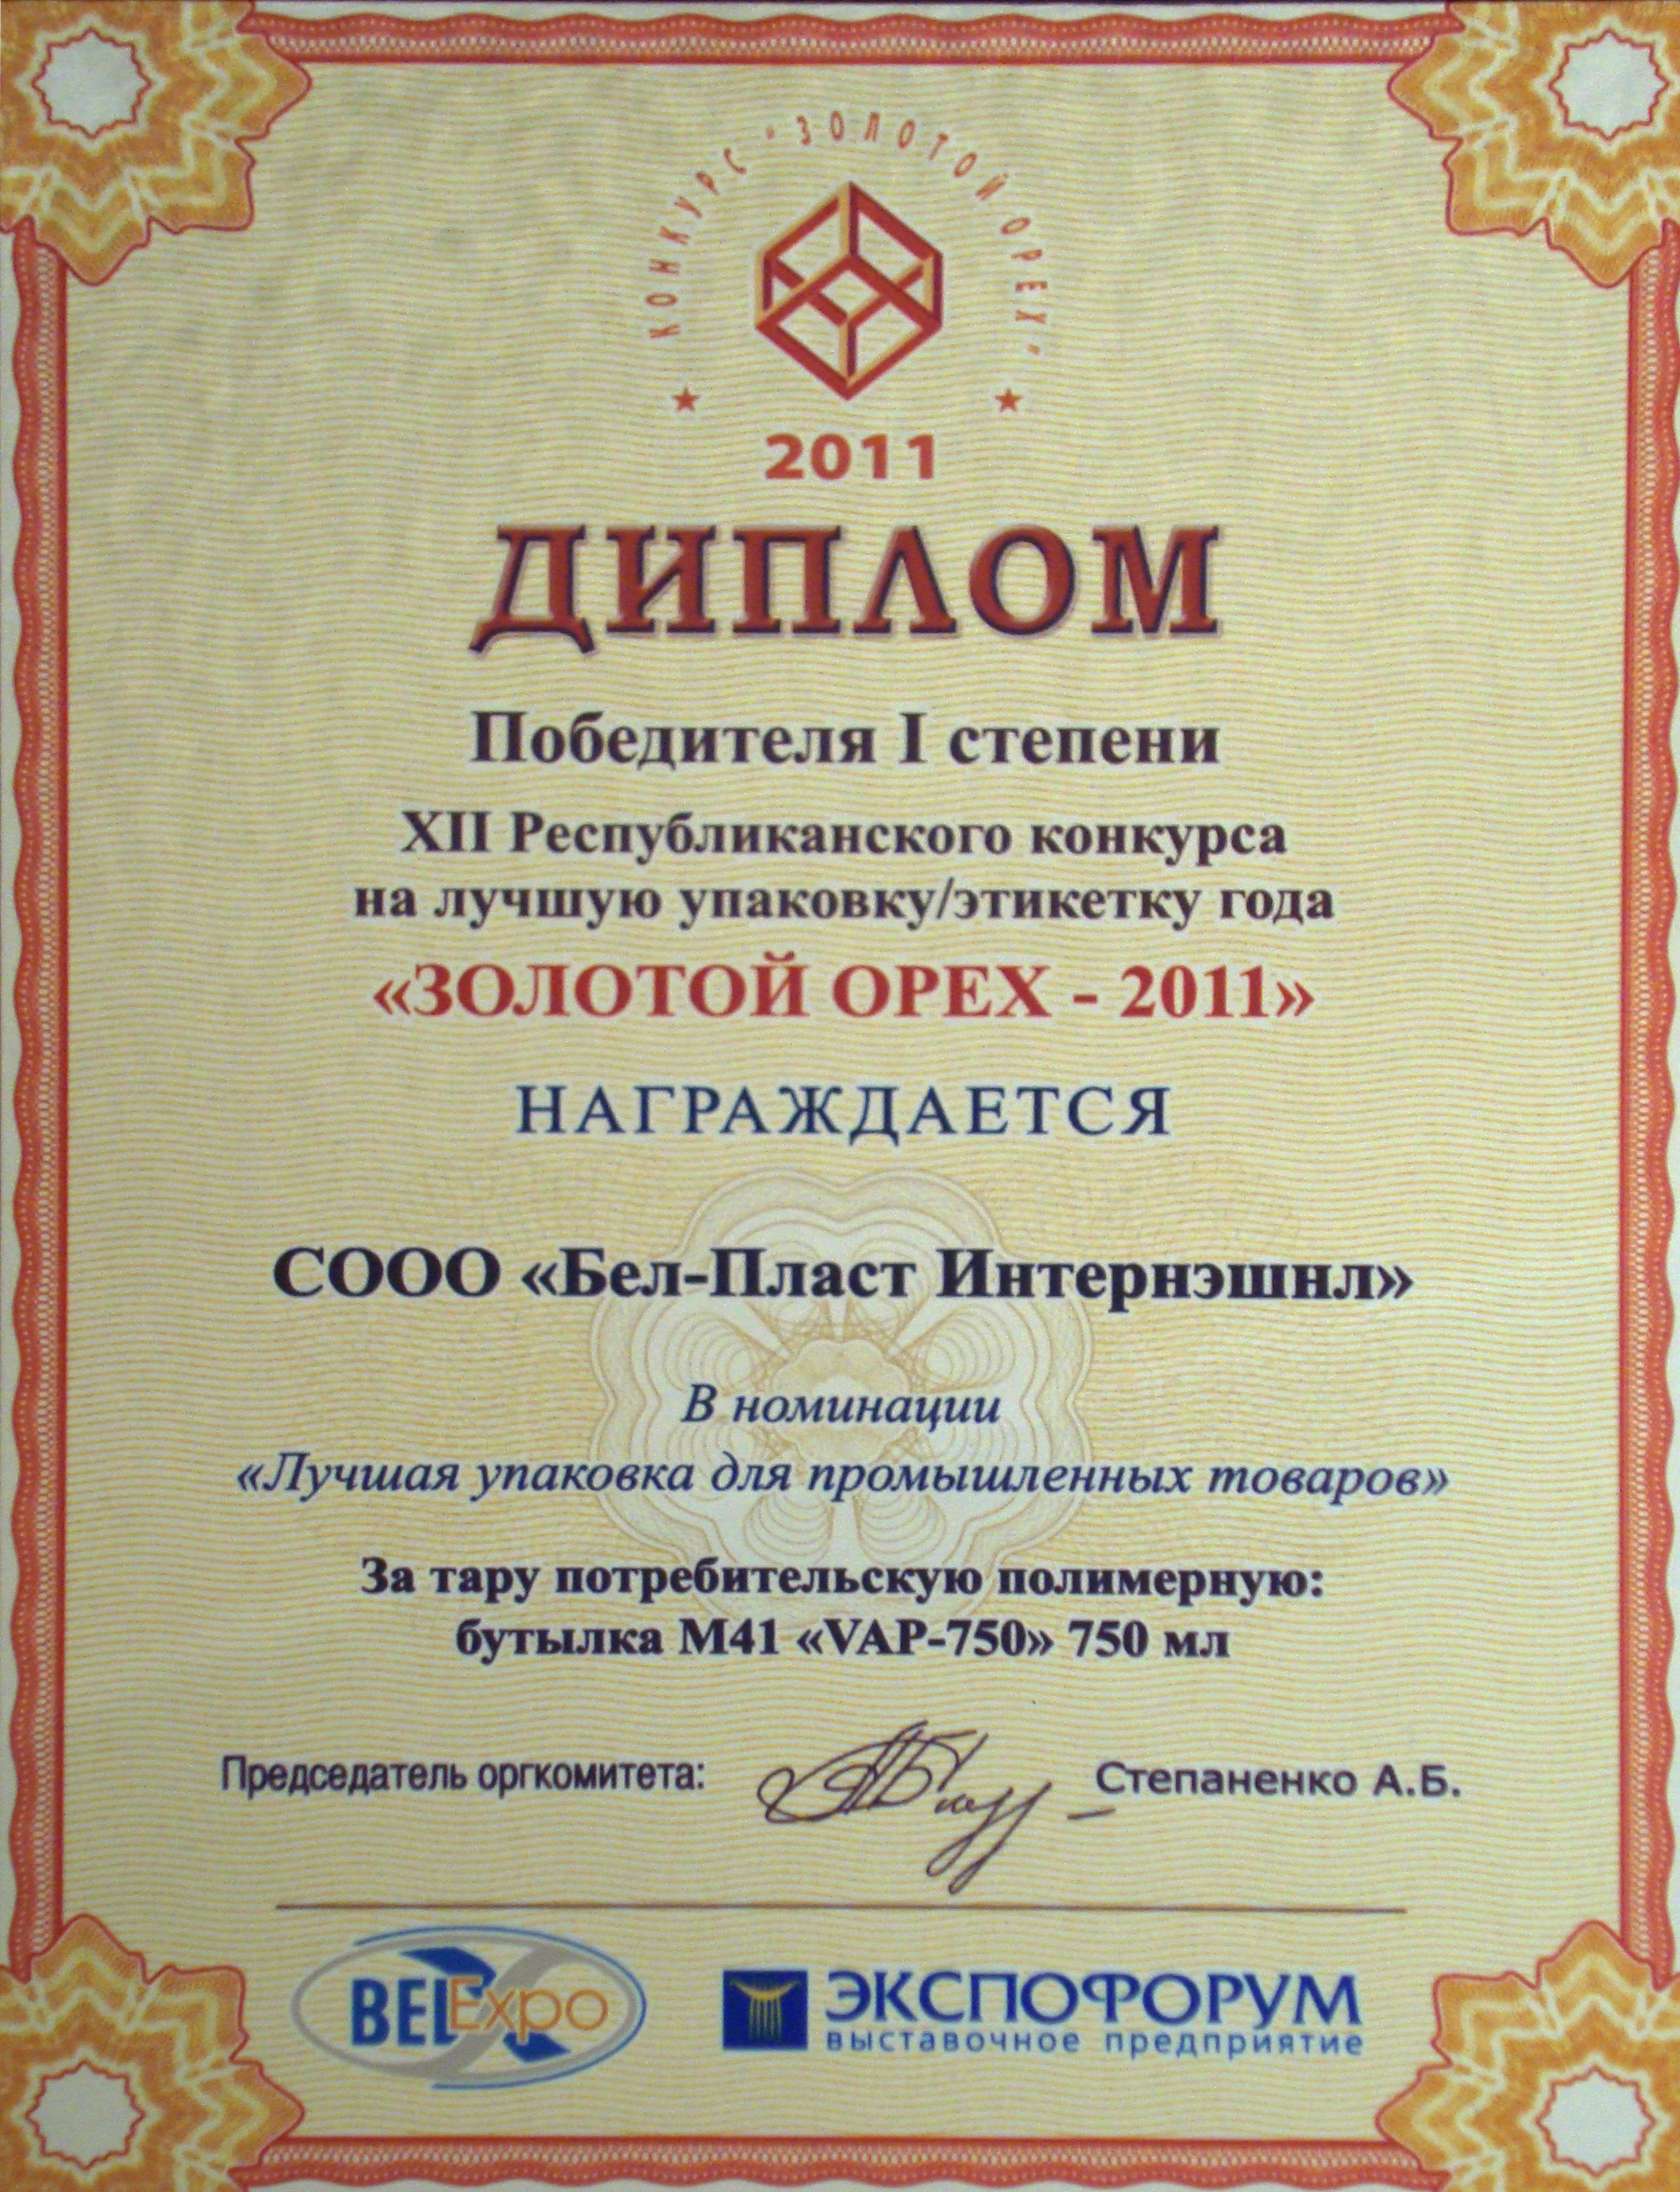 КОНКУРС "ЗОЛОТОЙ ОРЕХ"
2011
ДИПЛОМ
Победителя I степени
XII Республиканского конкурса
на лучшую упаковку/этикетку года
«ЗОЛОТОЙ ОРЕХ - 2011»
НАГРАЖДАЕТСЯ
СООО «Бел-Пласт Интернэшнл»
В номинации
«Лучшая упаковка для промышленных товаров»
За тару потребительскую полимерную:
бутылка М41 «VAP-750» 750 мл
Председатель оргкомитета: Степаненко А.Б.
BELExpo
ЭКСПОФОРУМ
выставочное предприятие